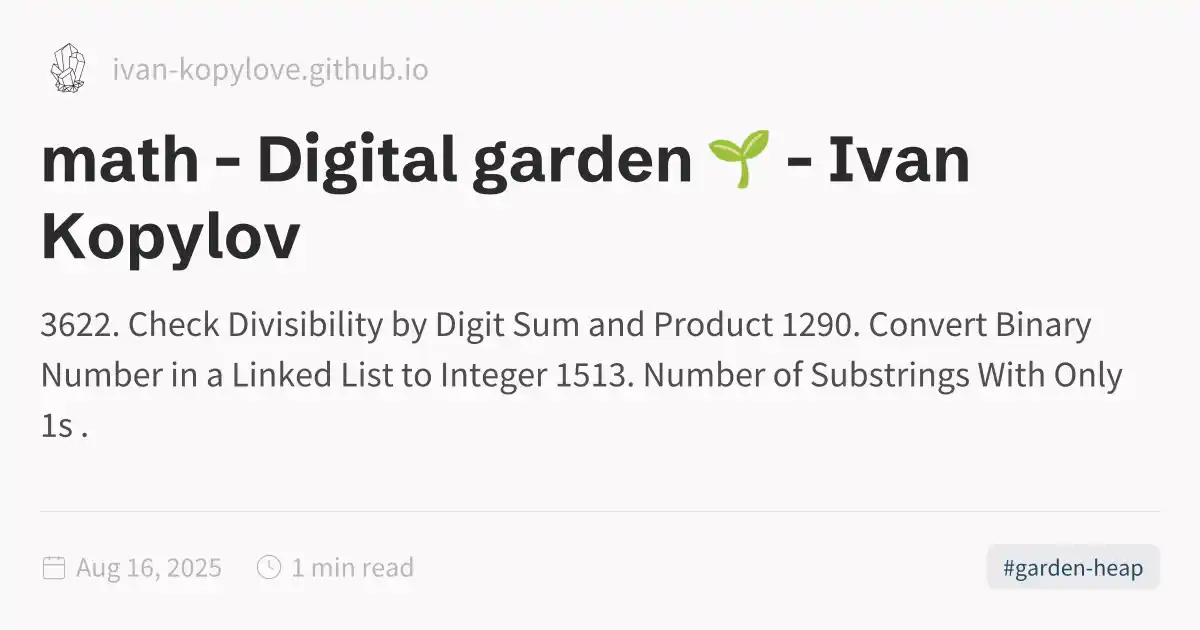 ivan-kopylove.github.io
math - Digital garden 🌱 - Ivan
Kopylov
3622. Check Divisibility by Digit Sum and Product 1290. Convert Binary
Number in a Linked List to Integer 1513. Number of Substrings With Only
1s .
Aug 16, 2025
1 min read
#garden-heap